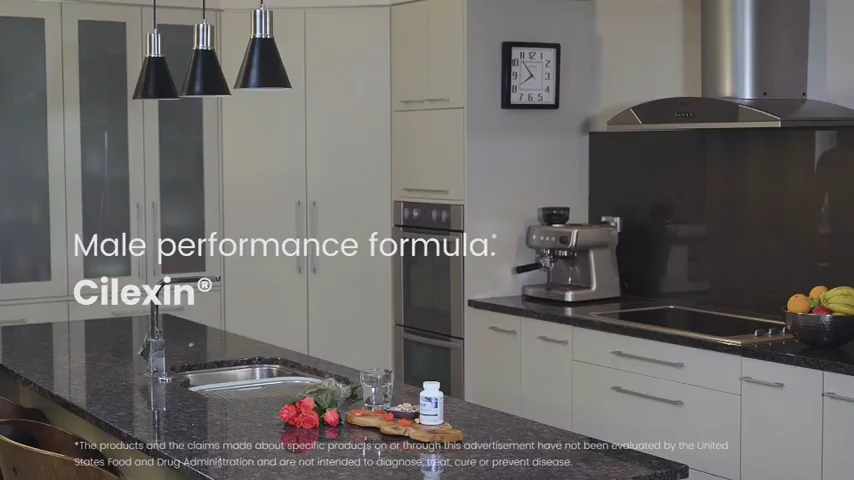 Male performance formula:*
Cilexin®
*The products and the claims made about specific products on or through this advertisement have not been evaluated by the United
States Food and Drug Administration and are not intended to diagnose, treat, cure or prevent disease.